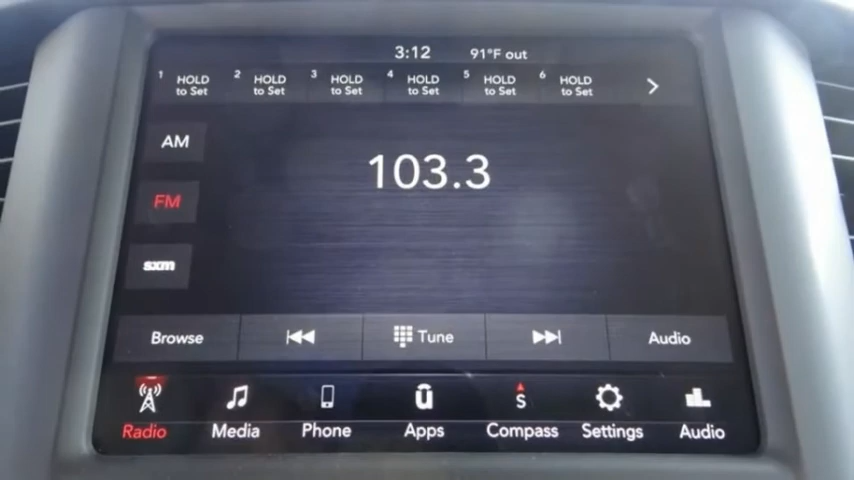 3:12 91°F out
1 HOLD to Set 2 HOLD to Set 3 HOLD to Set 4 HOLD to Set 5 HOLD to Set 6 HOLD to Set
AM
103.3
FM
sxm
Browse Tune Audio
S
Radio Media Phone Apps Compass Settings Audio